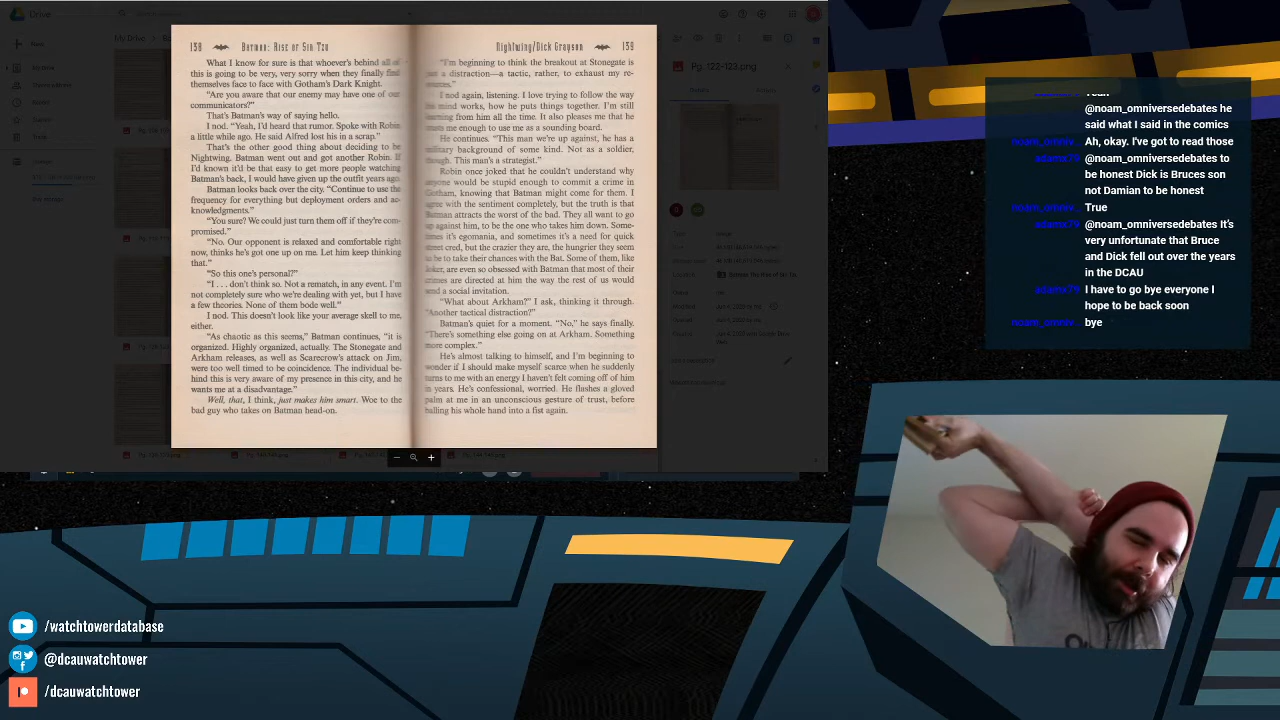 Drive
My Drive
New
138 Batman: Rise of Sin Tzu
What I know for sure is that whoever's behind all of
this is going to be very, very sorry when they finally find
themselves face to face with Gotham's Dark Knight.
"Are you aware that our enemy may have one of our
communicators?"
That's Batman's way of saying hello.
I nod. "Yeah, I'd heard that rumor. Spoke with Robin
a little while ago. He said Alfred lost his in a scrap."
That's the other good thing about deciding to be
Nightwing. Batman went out and got another Robin. If
I'd known it'd be that easy to get more people watching
Batman's back, I would have given up the outfit years ago.
Batman looks back over the city. "Continue to use the
frequency for everything but deployment orders and ac-
knowledgments."
"You sure? We could just turn them off if they're com-
promised."
"No. Our opponent is relaxed and comfortable right
now, thinks he's got one up on me. Let him keep thinking
that."
"So this one's personal?"
"I . . . don't think so. Not a rematch, in any event. I'm
not completely sure who we're dealing with yet, but I have
a few theories. None of them bode well."
I nod. This doesn't look like your average skell to me,
either.
"As chaotic as this seems," Batman continues, "it is
organized. Highly organized, actually. The Stonegate and
Arkham releases, as well as Scarecrow's attack on Jim,
were too well timed to be coincidence. The individual be-
hind this is very aware of my presence in this city, and he
wants me at a disadvantage."
Well, that, I think, just makes him smart. Woe to the
bad guy who takes on Batman head-on.
Nightwing/Dick Grayson 139
"I'm beginning to think the breakout at Stonegate is
just a distraction—a tactic, rather, to exhaust my re-
sources."
I nod again, listening. I love trying to follow the way
his mind works, how he puts things together. I'm still
learning from him all the time. It also pleases me that he
trusts me enough to use me as a sounding board.
He continues. "This man we're up against, he has a
military background of some kind. Not as a soldier,
though. This man's a strategist."
Robin once joked that he couldn't understand why
anyone would be stupid enough to commit a crime in
Gotham, knowing that Batman might come for them. I
agree with the sentiment completely, but the truth is that
Batman attracts the worst of the bad. They all want to go
up against him, to be the one who takes him down. Some-
times it's egomania, and sometimes it's a need for quick
street cred, but the crazier they are, the hungrier they seem
to be to take their chances with the Bat. Some of them, like
Joker, are even so obsessed with Batman that most of their
crimes are directed at him the way the rest of us would
send a social invitation.
"What about Arkham?" I ask, thinking it through.
"Another tactical distraction?"
Batman's quiet for a moment. "No," he says finally.
"There's something else going on at Arkham. Something
more complex."
He's almost talking to himself, and I'm beginning to
wonder if I should make myself scarce when he suddenly
turns to me with an energy I haven't felt coming off of him
in years. He's confessional, worried. He flashes a gloved
palm at me in an unconscious gesture of trust, before
balling his whole hand into a fist again.
Pg. 122-123.png
Details
Activity
@noam_omniversedebates he
said what I said in the comics
noam_omniv... Ah, okay. I've got to read those
adamx79 @noam_omniversedebates to
be honest Dick is Bruces son
not Damian to be honest
noam_omniv... True
adamx79 @noam_omniversedebates It's
very unfortunate that Bruce
and Dick fell out over the years
in the DCAU
adamx79 I have to go bye everyone I
hope to be back soon
noam_omniv... bye
/watchtowerdatabase
@dcauwatchtower
/dcauwatchtower